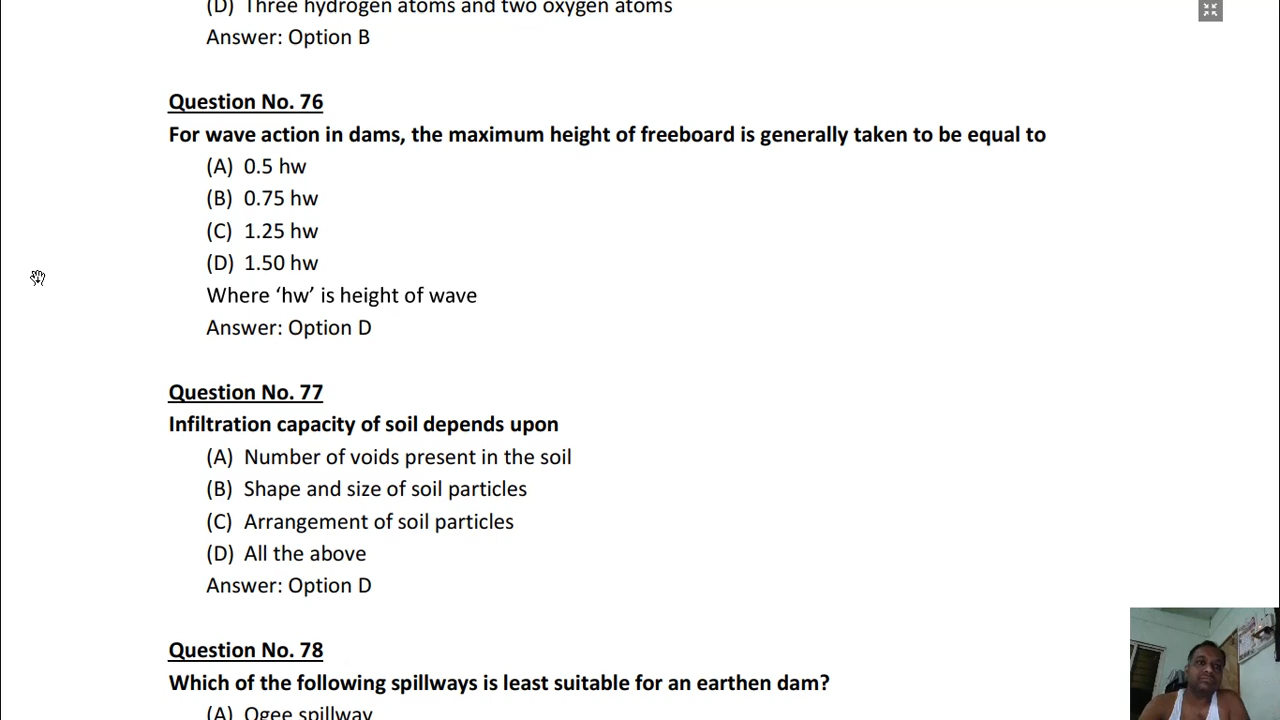 (D) Three hydrogen atoms and two oxygen atoms
Answer: Option B
Question No. 76
For wave action in dams, the maximum height of freeboard is generally taken to be equal to
(A) 0.5 hw
(B) 0.75 hw
(C) 1.25 hw
(D) 1.50 hw
Where ‘hw’ is height of wave
Answer: Option D
Question No. 77
Infiltration capacity of soil depends upon
(A) Number of voids present in the soil
(B) Shape and size of soil particles
(C) Arrangement of soil particles
(D) All the above
Answer: Option D
Question No. 78
Which of the following spillways is least suitable for an earthen dam?
(A) Ogee spillway